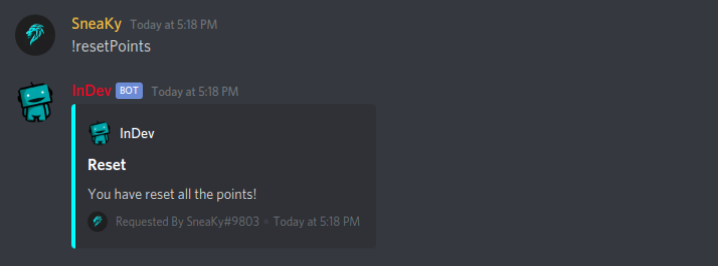 SneaKy Today at 5:18 PM
!resetPoints
InDev BOT Today at 5:18 PM
InDev
Reset
You have reset all the points!
Requested By SneaKy#9803 • Today at 5:18 PM